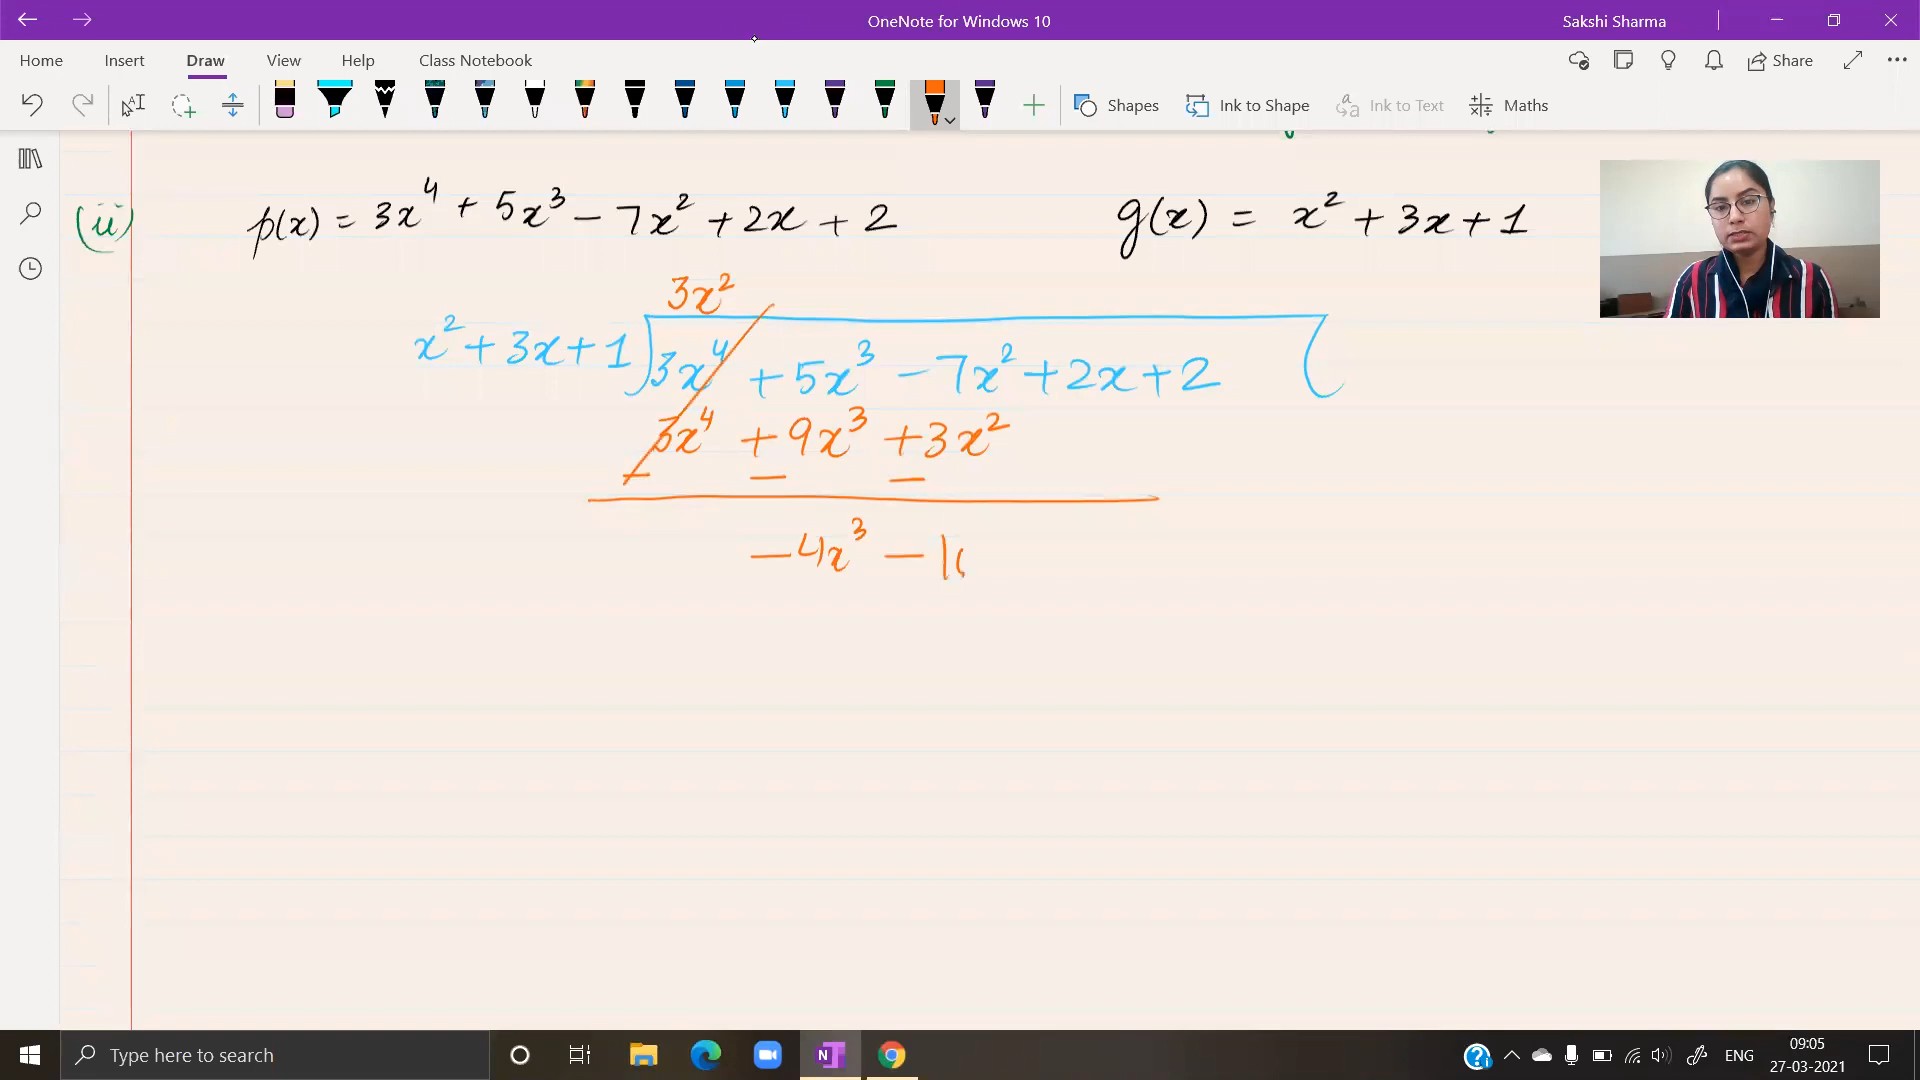 OneNote for Windows 10
Sakshi Sharma
Home Insert Draw View Help Class Notebook Share
Shapes Ink to Shape Ink to Text Maths
(ii) p(x) = 3x⁴ + 5x³ - 7x² + 2x + 2 g(x) = x² + 3x + 1
3x²
x² + 3x + 1 ) 3x⁴ + 5x³ - 7x² + 2x + 2 (
3x⁴ + 9x³ + 3x²
- - -
- 4x³ - 1
Type here to search
ENG
09:05
27-03-2021